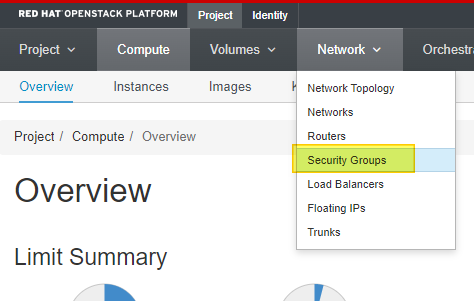 RED HAT OPENSTACK PLATFORM Project Identity
Project Compute Volumes Network
Overview Instances Images
Network Topology
Networks
Routers
Security Groups
Load Balancers
Floating IPs
Trunks
Project / Compute / Overview
Overview
Limit Summary